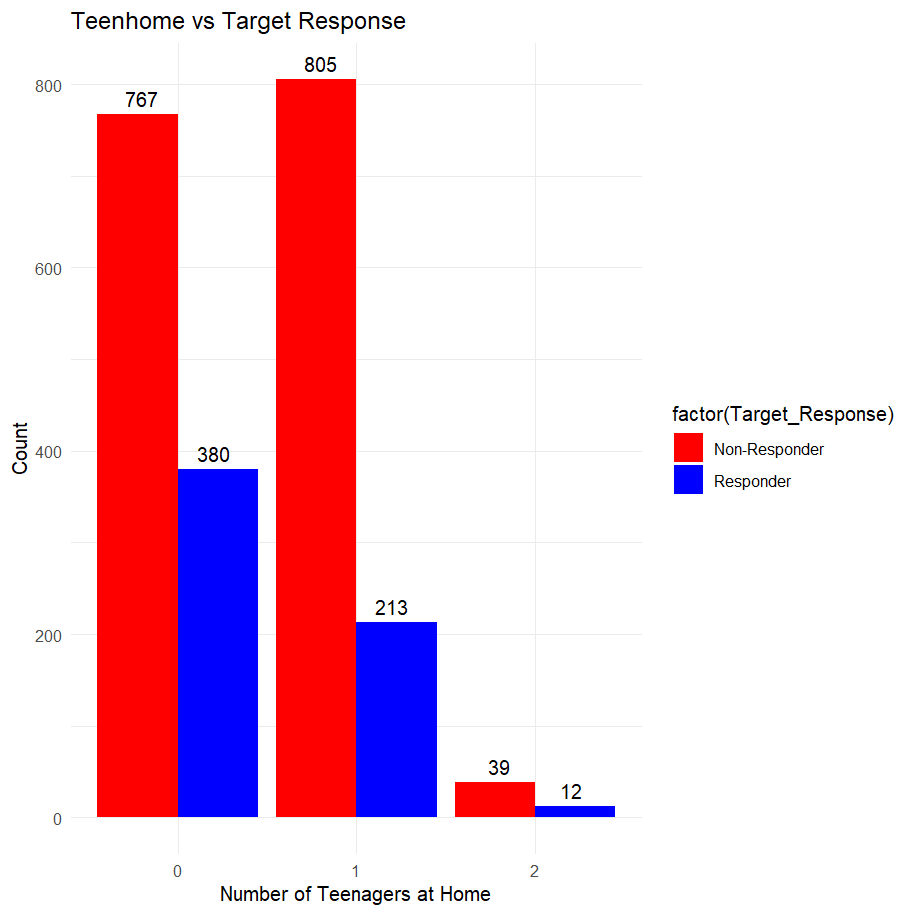 Teenhome vs Target Response
805
800
767
600
factor(Target_Response)
Non-Responder
Responder
Count
400
380
213
200
39
12
0
0 1 2
Number of Teenagers at Home